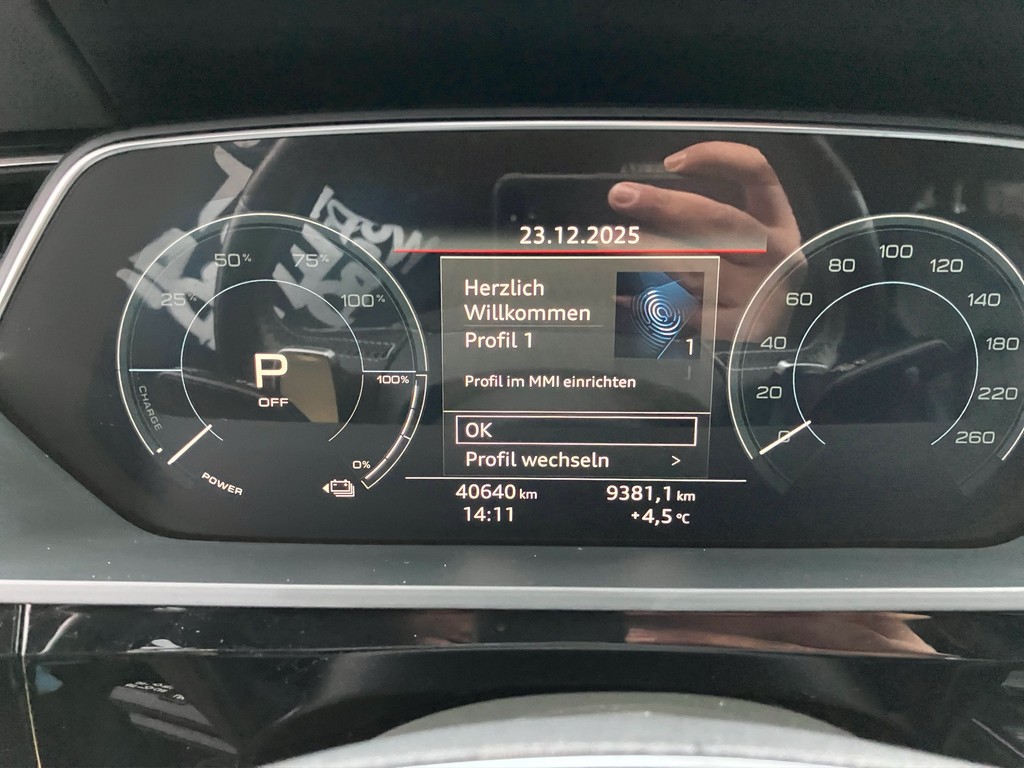 23.12.2025
50%
75%
25%
100%
P
OFF
CHARGE
POWER
100%
0%
Herzlich
Willkommen
Profil 1
1
Profil im MMI einrichten
OK
Profil wechseln >
40640 km
9381,1 km
14:11
+4,5 °C
0
20
40
60
80
100
120
140
180
220
260